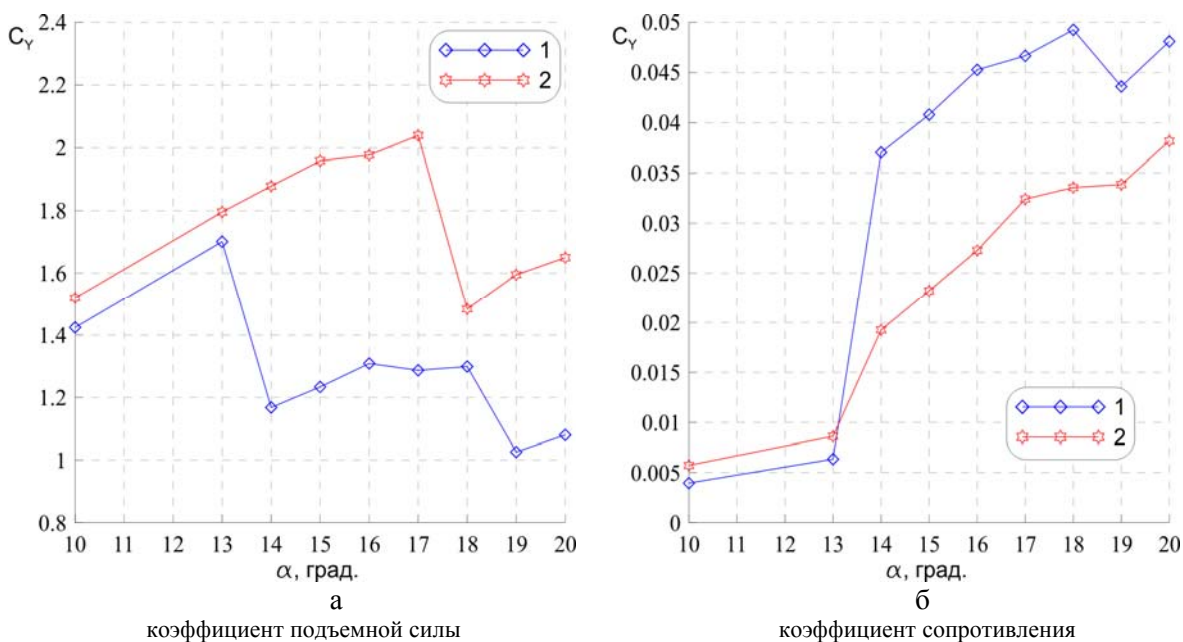 2.4
2.2
2
1.8
1.6
1.4
1.2
1
0.8
C_Y
1
2
10 11 12 13 14 15 16 17 18 19 20
α, град.
а
коэффициент подъемной силы
0.05
0.045
0.04
0.035
0.03
0.025
0.02
0.015
0.01
0.005
0
C_Y
1
2
10 11 12 13 14 15 16 17 18 19 20
α, град.
б
коэффициент сопротивления